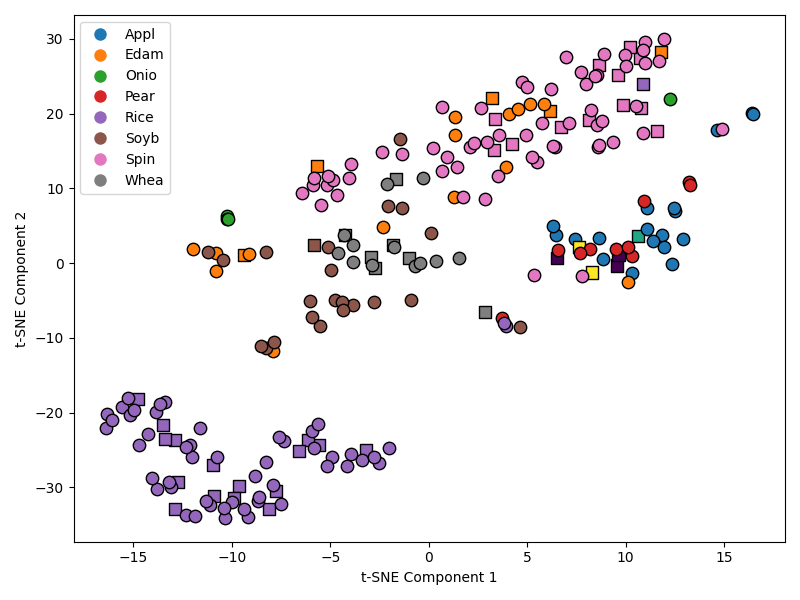 Appl
Edam
Onio
Pear
Rice
Soyb
Spin
Whea
30
20
10
0
−10
−20
−30
t-SNE Component 2
−15 −10 −5 0 5 10 15
t-SNE Component 1